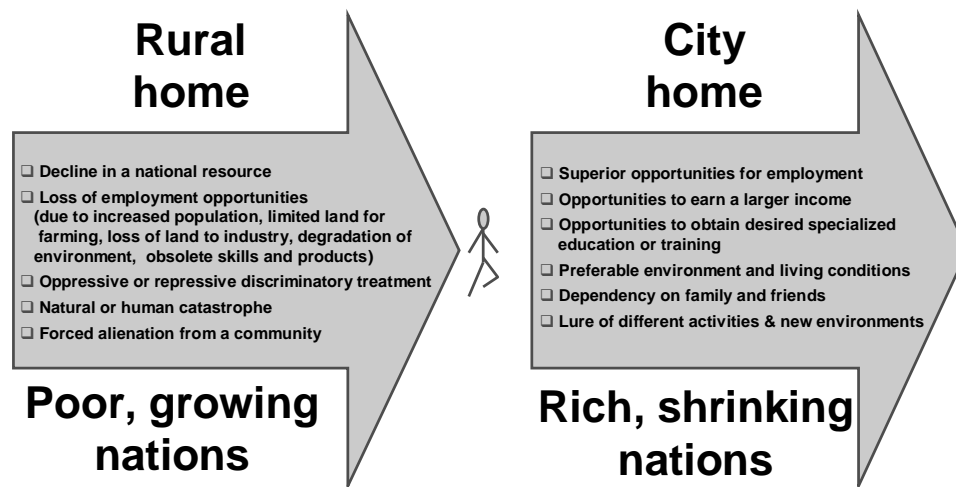 Rural
home
❑ Decline in a national resource
❑ Loss of employment opportunities
(due to increased population, limited land for
farming, loss of land to industry, degradation of
environment, obsolete skills and products)
❑ Oppressive or repressive discriminatory treatment
❑ Natural or human catastrophe
❑ Forced alienation from a community
Poor, growing
nations
City
home
❑ Superior opportunities for employment
❑ Opportunities to earn a larger income
❑ Opportunities to obtain desired specialized
education or training
❑ Preferable environment and living conditions
❑ Dependency on family and friends
❑ Lure of different activities & new environments
Rich, shrinking
nations